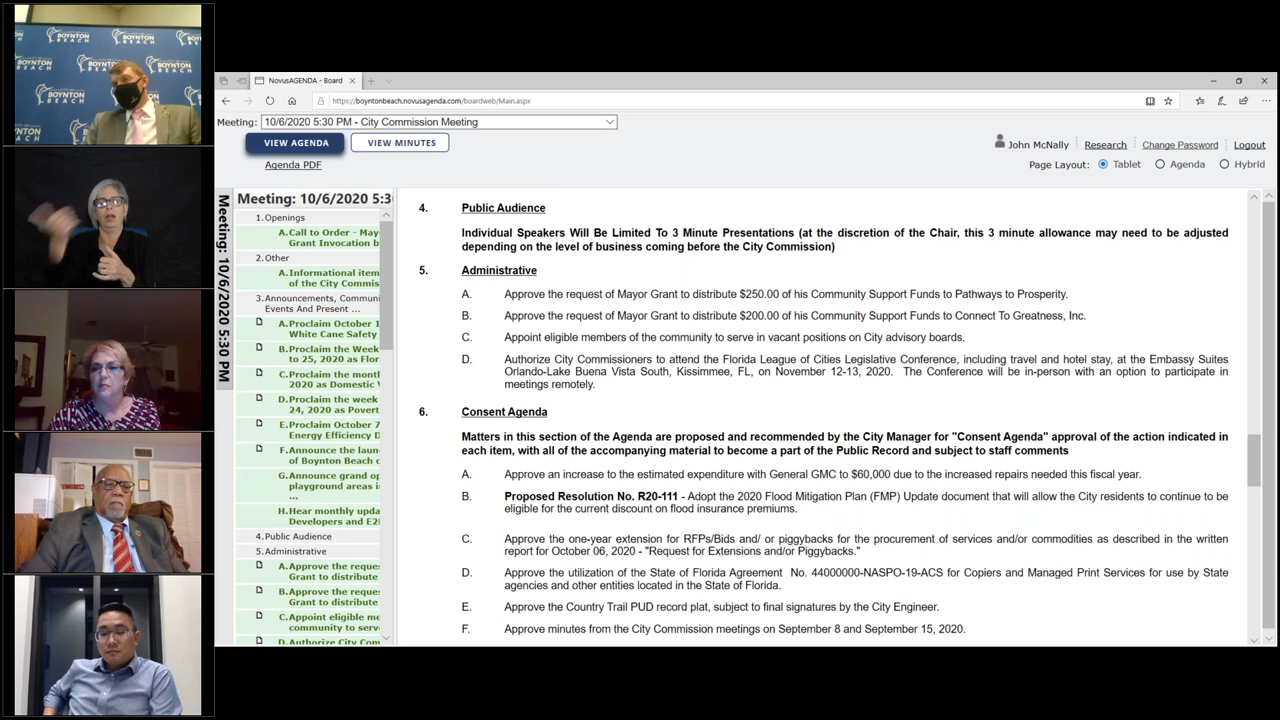 BOYNTON
BEACH
BOYNTON
BEACH
BOYNTON
BOYNTON
BEACH
BOYNTON
BEACH
NovusAGENDA - Board
https://boyntonbeach.novusagenda.com/boardweb/Main.aspx
Meeting: 10/6/2020 5:30 PM - City Commission Meeting
VIEW AGENDA VIEW MINUTES
Agenda PDF
John McNally Research Change Password Logout
Page Layout: Tablet Agenda Hybrid
Meeting: 10/6/2020 5:30 PM
Meeting: 10/6/2020 5:3
1.Openings
A.Call to Order - May
Grant Invocation b
2.Other
A.Informational item
of the City Commis
3.Announcements, Commun
Events And Present ...
A.Proclaim October 1
White Cane Safety
B.Proclaim the Week
to 25, 2020 as Flor
C.Proclaim the month
2020 as Domestic V
D.Proclaim the week
24, 2020 as Povert
E.Proclaim October 7
Energy Efficiency D
F.Announce the laun
of Boynton Beach c
G.Announce grand op
playground areas i
...
H.Hear monthly upda
Developers and E2
4.Public Audience
5.Administrative
A.Approve the reque
Grant to distribute
B.Approve the reque
Grant to distribute
C.Appoint eligible me
community to serv
D.Authorize City Com
4. Public Audience
Individual Speakers Will Be Limited To 3 Minute Presentations (at the discretion of the Chair, this 3 minute allowance may need to be adjusted
depending on the level of business coming before the City Commission)
5. Administrative
A. Approve the request of Mayor Grant to distribute $250.00 of his Community Support Funds to Pathways to Prosperity.
B. Approve the request of Mayor Grant to distribute $200.00 of his Community Support Funds to Connect To Greatness, Inc.
C. Appoint eligible members of the community to serve in vacant positions on City advisory boards.
D. Authorize City Commissioners to attend the Florida League of Cities Legislative Conference, including travel and hotel stay, at the Embassy Suites
Orlando-Lake Buena Vista South, Kissimmee, FL, on November 12-13, 2020. The Conference will be in-person with an option to participate in
meetings remotely.
6. Consent Agenda
Matters in this section of the Agenda are proposed and recommended by the City Manager for "Consent Agenda" approval of the action indicated in
each item, with all of the accompanying material to become a part of the Public Record and subject to staff comments
A. Approve an increase to the estimated expenditure with General GMC to $60,000 due to the increased repairs needed this fiscal year.
B. Proposed Resolution No. R20-111 - Adopt the 2020 Flood Mitigation Plan (FMP) Update document that will allow the City residents to continue to be
eligible for the current discount on flood insurance premiums.
C. Approve the one-year extension for RFPs/Bids and/ or piggybacks for the procurement of services and/or commodities as described in the written
report for October 06, 2020 - "Request for Extensions and/or Piggybacks."
D. Approve the utilization of the State of Florida Agreement No. 44000000-NASPO-19-ACS for Copiers and Managed Print Services for use by State
agencies and other entities located in the State of Florida.
E. Approve the Country Trail PUD record plat, subject to final signatures by the City Engineer.
F. Approve minutes from the City Commission meetings on September 8 and September 15, 2020.